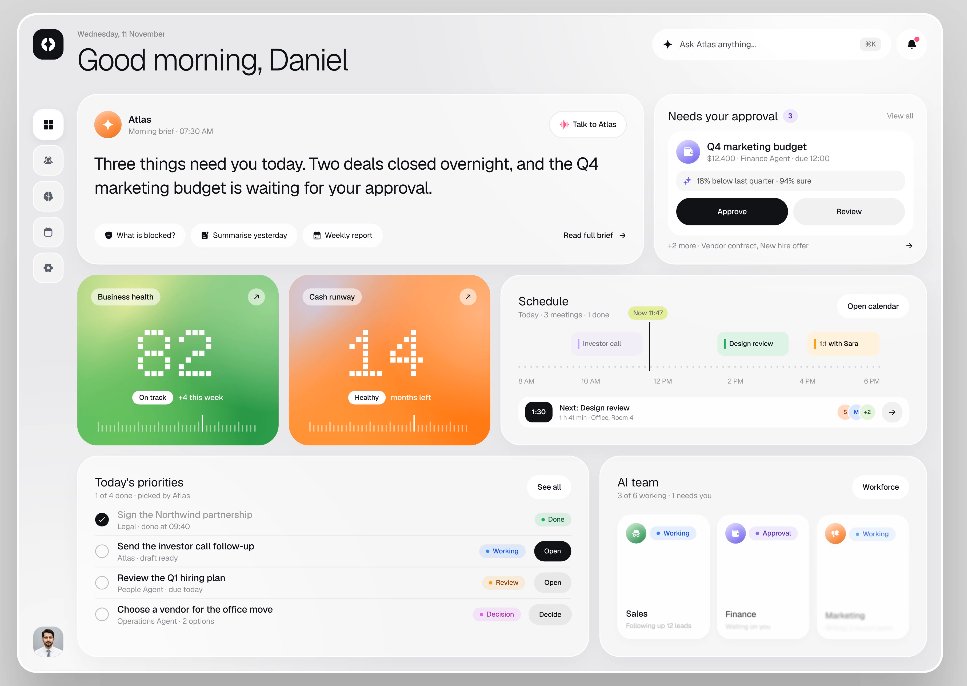 Wednesday, 11 November
Good morning, Daniel
Ask Atlas anything...
⌘K
Atlas
Morning brief · 07:30 AM
Talk to Atlas
Three things need you today. Two deals closed overnight, and the Q4
marketing budget is waiting for your approval.
What is blocked?
Summarise yesterday
Weekly report
Read full brief
Needs your approval
3
View all
Q4 marketing budget
$12,400 · Finance Agent · due 12:00
18% below last quarter · 94% sure
Approve
Review
+2 more · Vendor contract, New hire offer
Business health
82
On track
+4 this week
Cash runway
14
Healthy
months left
Schedule
Today · 3 meetings · 1 done
Now 11:47
Open calendar
Investor call
Design review
1:1 with Sara
8 AM
10 AM
12 PM
2 PM
4 PM
6 PM
1:30
Next: Design review
1 h 41 min · Office, Room 4
S
M
+2
Today's priorities
1 of 4 done · picked by Atlas
See all
Sign the Northwind partnership
Legal · done at 09:40
Done
Send the investor call follow-up
Atlas · draft ready
Working
Open
Review the Q1 hiring plan
People Agent · due today
Review
Open
Choose a vendor for the office move
Operations Agent · 2 options
Decision
Decide
AI team
3 of 6 working · 1 needs you
Workforce
Working
Sales
Following up 12 leads
Approval
Finance
Waiting on you
Working
Marketing